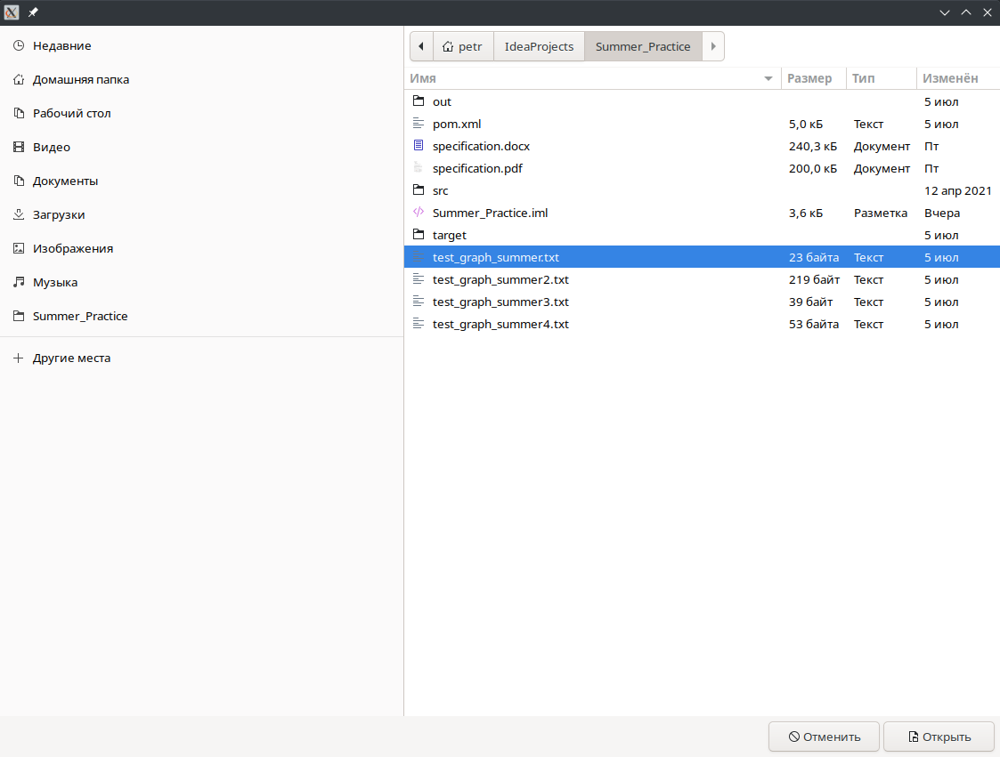 Недавние
Домашняя папка
Рабочий стол
Видео
Документы
Загрузки
Изображения
Музыка
Summer_Practice
Другие места
petr IdeaProjects Summer_Practice
Имя Размер Тип Изменён
out 5 июл
pom.xml 5,0 кБ Текст 5 июл
specification.docx 240,3 кБ Документ Пт
specification.pdf 200,0 кБ Документ Пт
src 12 апр 2021
Summer_Practice.iml 3,6 кБ Разметка Вчера
target 5 июл
test_graph_summer.txt 23 байта Текст 5 июл
test_graph_summer2.txt 219 байт Текст 5 июл
test_graph_summer3.txt 39 байт Текст 5 июл
test_graph_summer4.txt 53 байта Текст 5 июл
Отменить Открыть